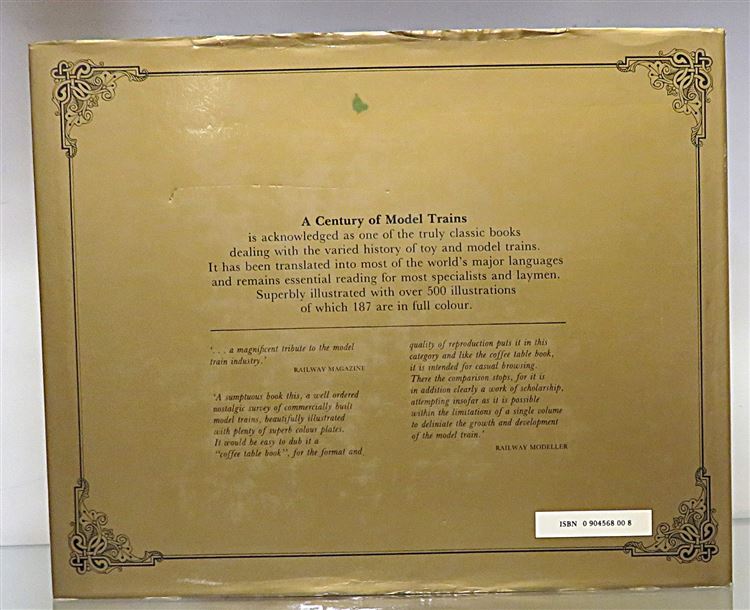 A Century of Model Trains
is acknowledged as one of the truly classic books
dealing with the varied history of toy and model trains.
It has been translated into most of the world's major languages
and remains essential reading for most specialists and laymen.
Superbly illustrated with over 500 illustrations
of which 187 are in full colour.
'. . . a magnificent tribute to the model
train industry.'
RAILWAY MAGAZINE
'A sumptuous book this, a well ordered
nostalgic survey of commercially built
model trains, beautifully illustrated
with plenty of superb colour plates.
It would be easy to dub it a
"coffee table book", for the format and
quality of reproduction puts it in this
category and like the coffee table book,
it is intended for casual browsing.
There the comparison stops, for it is
in addition clearly a work of scholarship,
attempting insofar as it is possible
within the limitations of a single volume
to deliniate the growth and development
of the model train.'
RAILWAY MODELLER
ISBN 0 904568 00 8